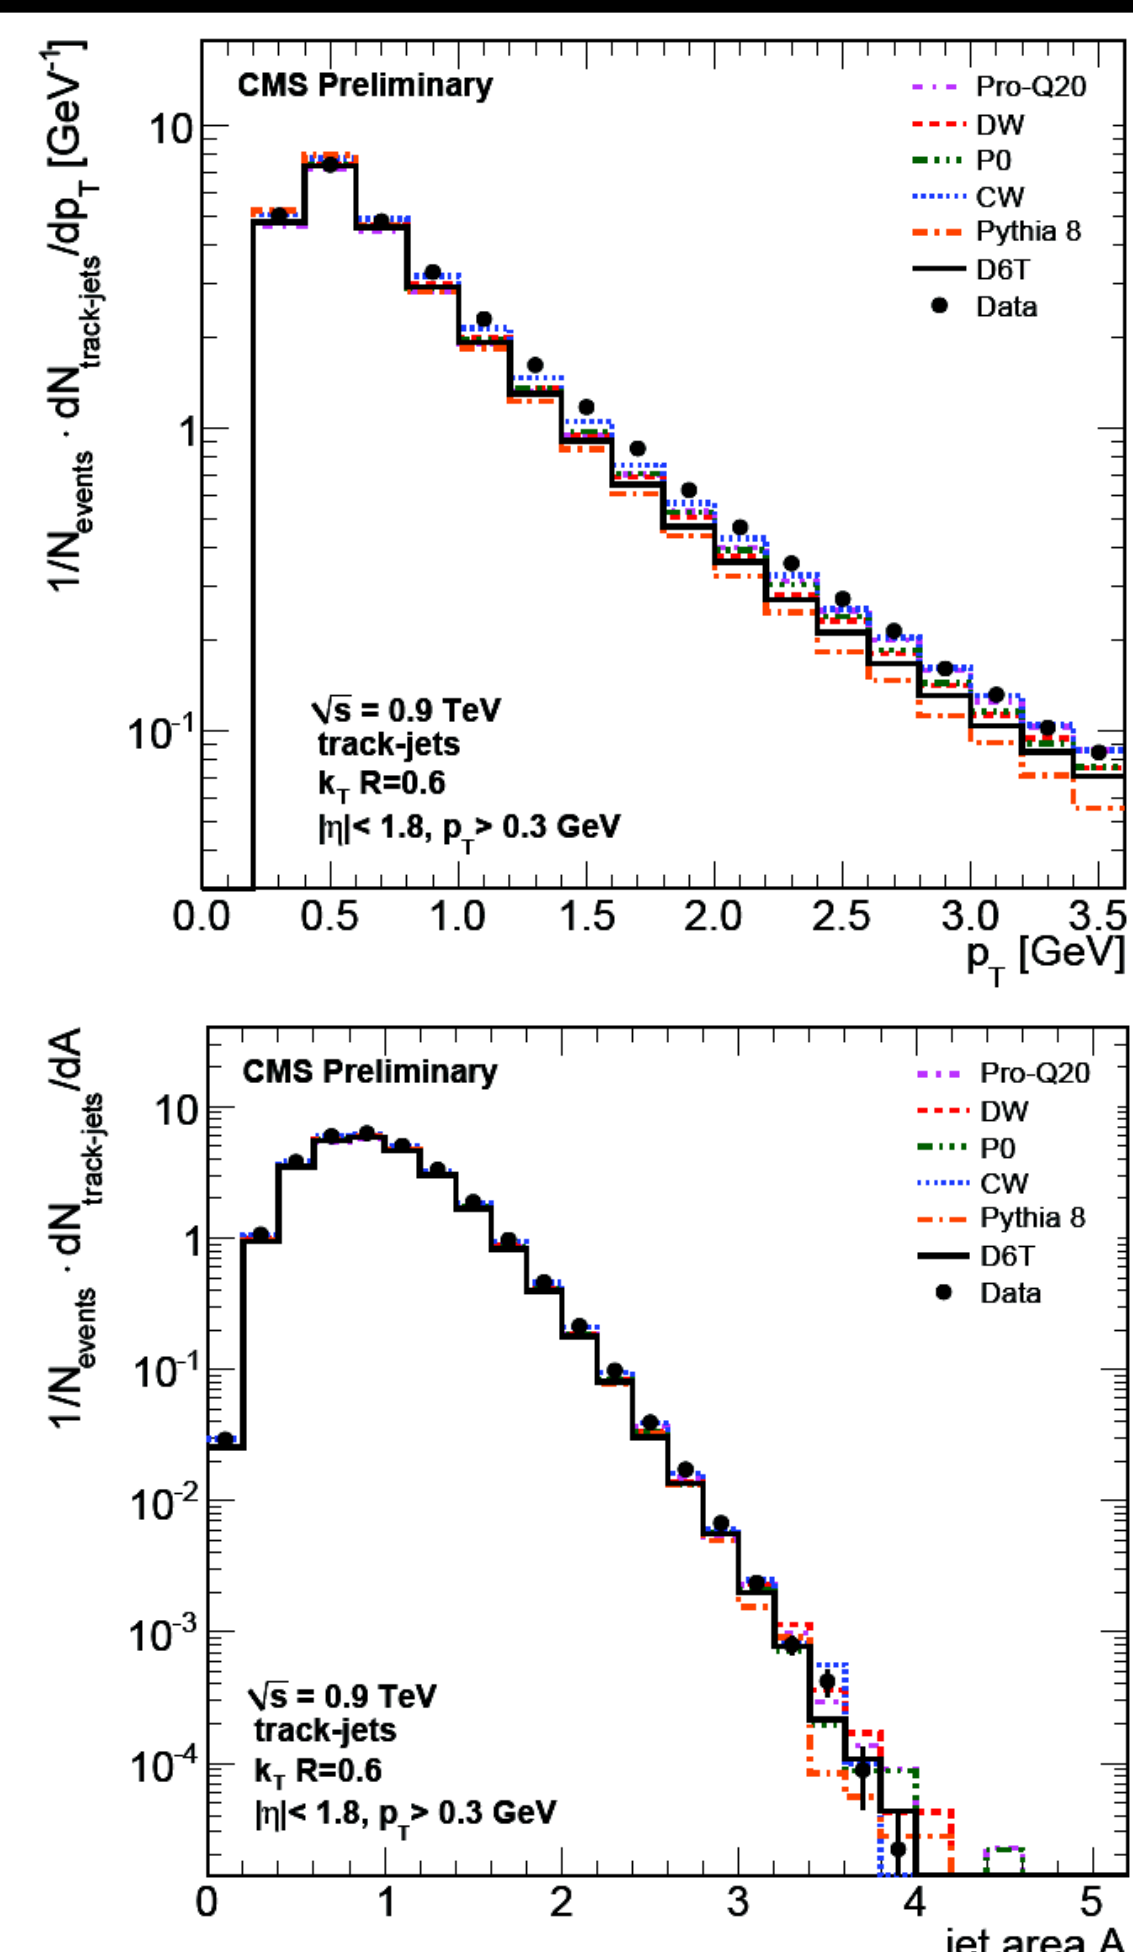 CMS Preliminary
Pro-Q20
DW
P0
CW
Pythia 8
D6T
Data
1/N_events · dN_track-jets/dp_T [GeV^-1]
10
1
10^-1
√s = 0.9 TeV
track-jets
k_T R=0.6
|η|< 1.8, p_T> 0.3 GeV
0.0 0.5 1.0 1.5 2.0 2.5 3.0 3.5
p_T [GeV]
CMS Preliminary
Pro-Q20
DW
P0
CW
Pythia 8
D6T
Data
1/N_events · dN_track-jets/dA
10
1
10^-1
10^-2
10^-3
10^-4
√s = 0.9 TeV
track-jets
k_T R=0.6
|η|< 1.8, p_T> 0.3 GeV
0 1 2 3 4 5
jet area A